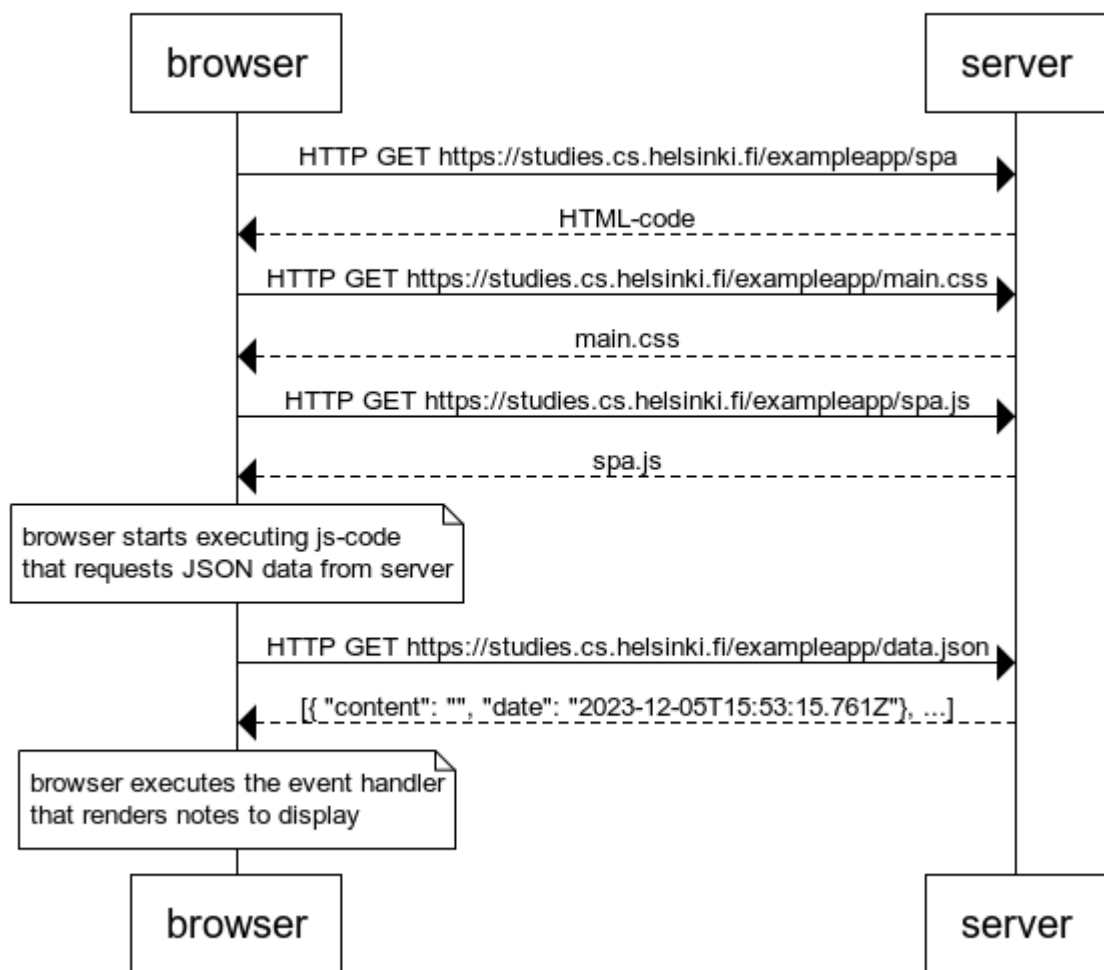 browser
server
HTTP GET https://studies.cs.helsinki.fi/exampleapp/spa
HTML-code
HTTP GET https://studies.cs.helsinki.fi/exampleapp/main.css
main.css
HTTP GET https://studies.cs.helsinki.fi/exampleapp/spa.js
spa.js
browser starts executing js-code
that requests JSON data from server
HTTP GET https://studies.cs.helsinki.fi/exampleapp/data.json
[{ "content": "", "date": "2023-12-05T15:53:15.761Z"}, ...]
browser executes the event handler
that renders notes to display
browser
server